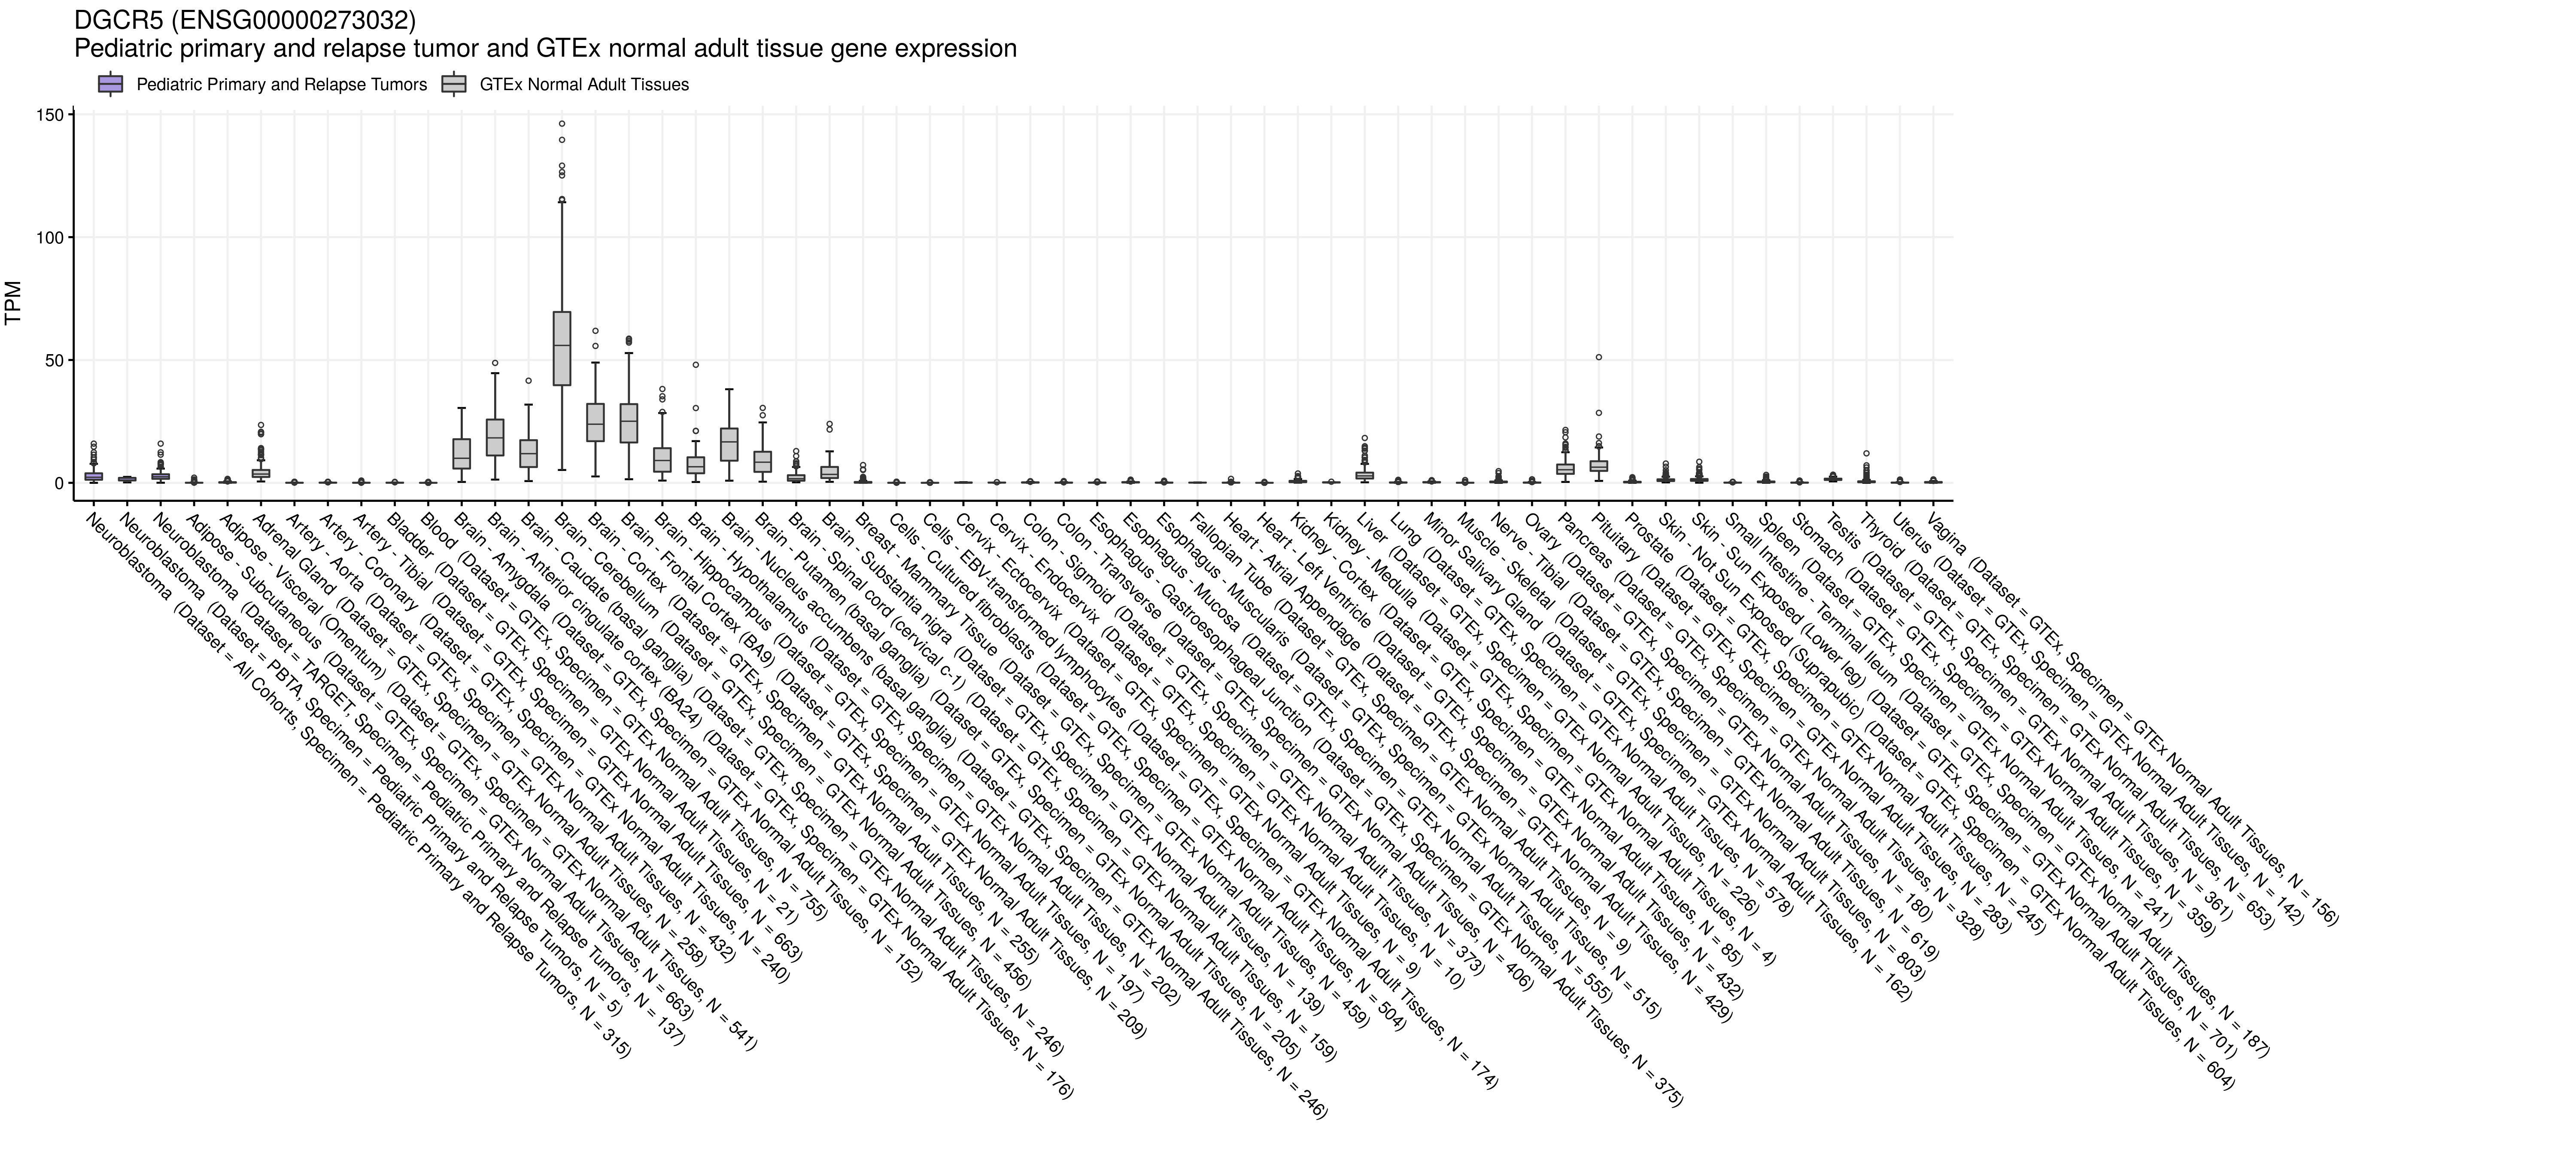 DGCR5 (ENSG00000273032)
Pediatric primary and relapse tumor and GTEx normal adult tissue gene expression
Pediatric Primary and Relapse Tumors
GTEx Normal Adult Tissues
TPM
150
100
50
0
Neuroblastoma (Dataset = All Cohorts, Specimen = Pediatric Primary and Relapse Tumors, N = 315)
Neuroblastoma (Dataset = PBTA, Specimen = Pediatric Primary and Relapse Tumors, N = 5)
Neuroblastoma (Dataset = TARGET, Specimen = Pediatric Primary and Relapse Tumors, N = 137)
Adipose - Subcutaneous (Dataset = GTEx, Specimen = GTEx Normal Adult Tissues, N = 663)
Adipose - Visceral (Omentum) (Dataset = GTEx, Specimen = GTEx Normal Adult Tissues, N = 541)
Adrenal Gland (Dataset = GTEx, Specimen = GTEx Normal Adult Tissues, N = 258)
Artery - Aorta (Dataset = GTEx, Specimen = GTEx Normal Adult Tissues, N = 432)
Artery - Coronary (Dataset = GTEx, Specimen = GTEx Normal Adult Tissues, N = 240)
Artery - Tibial (Dataset = GTEx, Specimen = GTEx Normal Adult Tissues, N = 663)
Bladder (Dataset = GTEx, Specimen = GTEx Normal Adult Tissues, N = 21)
Blood (Dataset = GTEx, Specimen = GTEx Normal Adult Tissues, N = 755)
Brain - Amygdala (Dataset = GTEx, Specimen = GTEx Normal Adult Tissues, N = 152)
Brain - Anterior cingulate cortex (BA24) (Dataset = GTEx, Specimen = GTEx Normal Adult Tissues, N = 176)
Brain - Caudate (basal ganglia) (Dataset = GTEx, Specimen = GTEx Normal Adult Tissues, N = 246)
Brain - Cerebellum (Dataset = GTEx, Specimen = GTEx Normal Adult Tissues, N = 456)
Brain - Cortex (Dataset = GTEx, Specimen = GTEx Normal Adult Tissues, N = 255)
Brain - Frontal Cortex (BA9) (Dataset = GTEx, Specimen = GTEx Normal Adult Tissues, N = 209)
Brain - Hippocampus (Dataset = GTEx, Specimen = GTEx Normal Adult Tissues, N = 197)
Brain - Hypothalamus (Dataset = GTEx, Specimen = GTEx Normal Adult Tissues, N = 202)
Brain - Nucleus accumbens (basal ganglia) (Dataset = GTEx, Specimen = GTEx Normal Adult Tissues, N = 246)
Brain - Putamen (basal ganglia) (Dataset = GTEx, Specimen = GTEx Normal Adult Tissues, N = 205)
Brain - Spinal cord (cervical c-1) (Dataset = GTEx, Specimen = GTEx Normal Adult Tissues, N = 159)
Brain - Substantia nigra (Dataset = GTEx, Specimen = GTEx Normal Adult Tissues, N = 139)
Breast - Mammary Tissue (Dataset = GTEx, Specimen = GTEx Normal Adult Tissues, N = 459)
Cells - Cultured fibroblasts (Dataset = GTEx, Specimen = GTEx Normal Adult Tissues, N = 504)
Cells - EBV-transformed lymphocytes (Dataset = GTEx, Specimen = GTEx Normal Adult Tissues, N = 174)
Cervix - Ectocervix (Dataset = GTEx, Specimen = GTEx Normal Adult Tissues, N = 9)
Cervix - Endocervix (Dataset = GTEx, Specimen = GTEx Normal Adult Tissues, N = 10)
Colon - Sigmoid (Dataset = GTEx, Specimen = GTEx Normal Adult Tissues, N = 373)
Colon - Transverse (Dataset = GTEx, Specimen = GTEx Normal Adult Tissues, N = 406)
Esophagus - Gastroesophageal Junction (Dataset = GTEx, Specimen = GTEx Normal Adult Tissues, N = 375)
Esophagus - Mucosa (Dataset = GTEx, Specimen = GTEx Normal Adult Tissues, N = 555)
Esophagus - Muscularis (Dataset = GTEx, Specimen = GTEx Normal Adult Tissues, N = 515)
Fallopian Tube (Dataset = GTEx, Specimen = GTEx Normal Adult Tissues, N = 9)
Heart - Atrial Appendage (Dataset = GTEx, Specimen = GTEx Normal Adult Tissues, N = 429)
Heart - Left Ventricle (Dataset = GTEx, Specimen = GTEx Normal Adult Tissues, N = 432)
Kidney - Cortex (Dataset = GTEx, Specimen = GTEx Normal Adult Tissues, N = 85)
Kidney - Medulla (Dataset = GTEx, Specimen = GTEx Normal Adult Tissues, N = 4)
Liver (Dataset = GTEx, Specimen = GTEx Normal Adult Tissues, N = 226)
Lung (Dataset = GTEx, Specimen = GTEx Normal Adult Tissues, N = 578)
Minor Salivary Gland (Dataset = GTEx, Specimen = GTEx Normal Adult Tissues, N = 162)
Muscle - Skeletal (Dataset = GTEx, Specimen = GTEx Normal Adult Tissues, N = 803)
Nerve - Tibial (Dataset = GTEx, Specimen = GTEx Normal Adult Tissues, N = 619)
Ovary (Dataset = GTEx, Specimen = GTEx Normal Adult Tissues, N = 180)
Pancreas (Dataset = GTEx, Specimen = GTEx Normal Adult Tissues, N = 328)
Pituitary (Dataset = GTEx, Specimen = GTEx Normal Adult Tissues, N = 283)
Prostate (Dataset = GTEx, Specimen = GTEx Normal Adult Tissues, N = 245)
Skin - Not Sun Exposed (Suprapubic) (Dataset = GTEx, Specimen = GTEx Normal Adult Tissues, N = 604)
Skin - Sun Exposed (Lower leg) (Dataset = GTEx, Specimen = GTEx Normal Adult Tissues, N = 701)
Small Intestine - Terminal Ileum (Dataset = GTEx, Specimen = GTEx Normal Adult Tissues, N = 187)
Spleen (Dataset = GTEx, Specimen = GTEx Normal Adult Tissues, N = 241)
Stomach (Dataset = GTEx, Specimen = GTEx Normal Adult Tissues, N = 359)
Testis (Dataset = GTEx, Specimen = GTEx Normal Adult Tissues, N = 361)
Thyroid (Dataset = GTEx, Specimen = GTEx Normal Adult Tissues, N = 653)
Uterus (Dataset = GTEx, Specimen = GTEx Normal Adult Tissues, N = 142)
Vagina (Dataset = GTEx, Specimen = GTEx Normal Adult Tissues, N = 156)